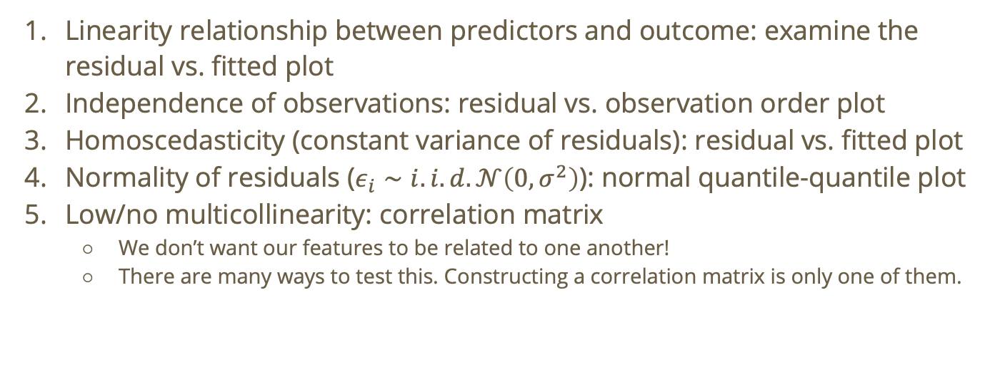 1. Linearity relationship between predictors and outcome: examine the
residual vs. fitted plot
2. Independence of observations: residual vs. observation order plot
3. Homoscedasticity (constant variance of residuals): residual vs. fitted plot
4. Normality of residuals (𝜖ᵢ ~ 𝑖. 𝑖. 𝑑. 𝒩(0, 𝜎²)): normal quantile-quantile plot
5. Low/no multicollinearity: correlation matrix
○ We don’t want our features to be related to one another!
○ There are many ways to test this. Constructing a correlation matrix is only one of them.